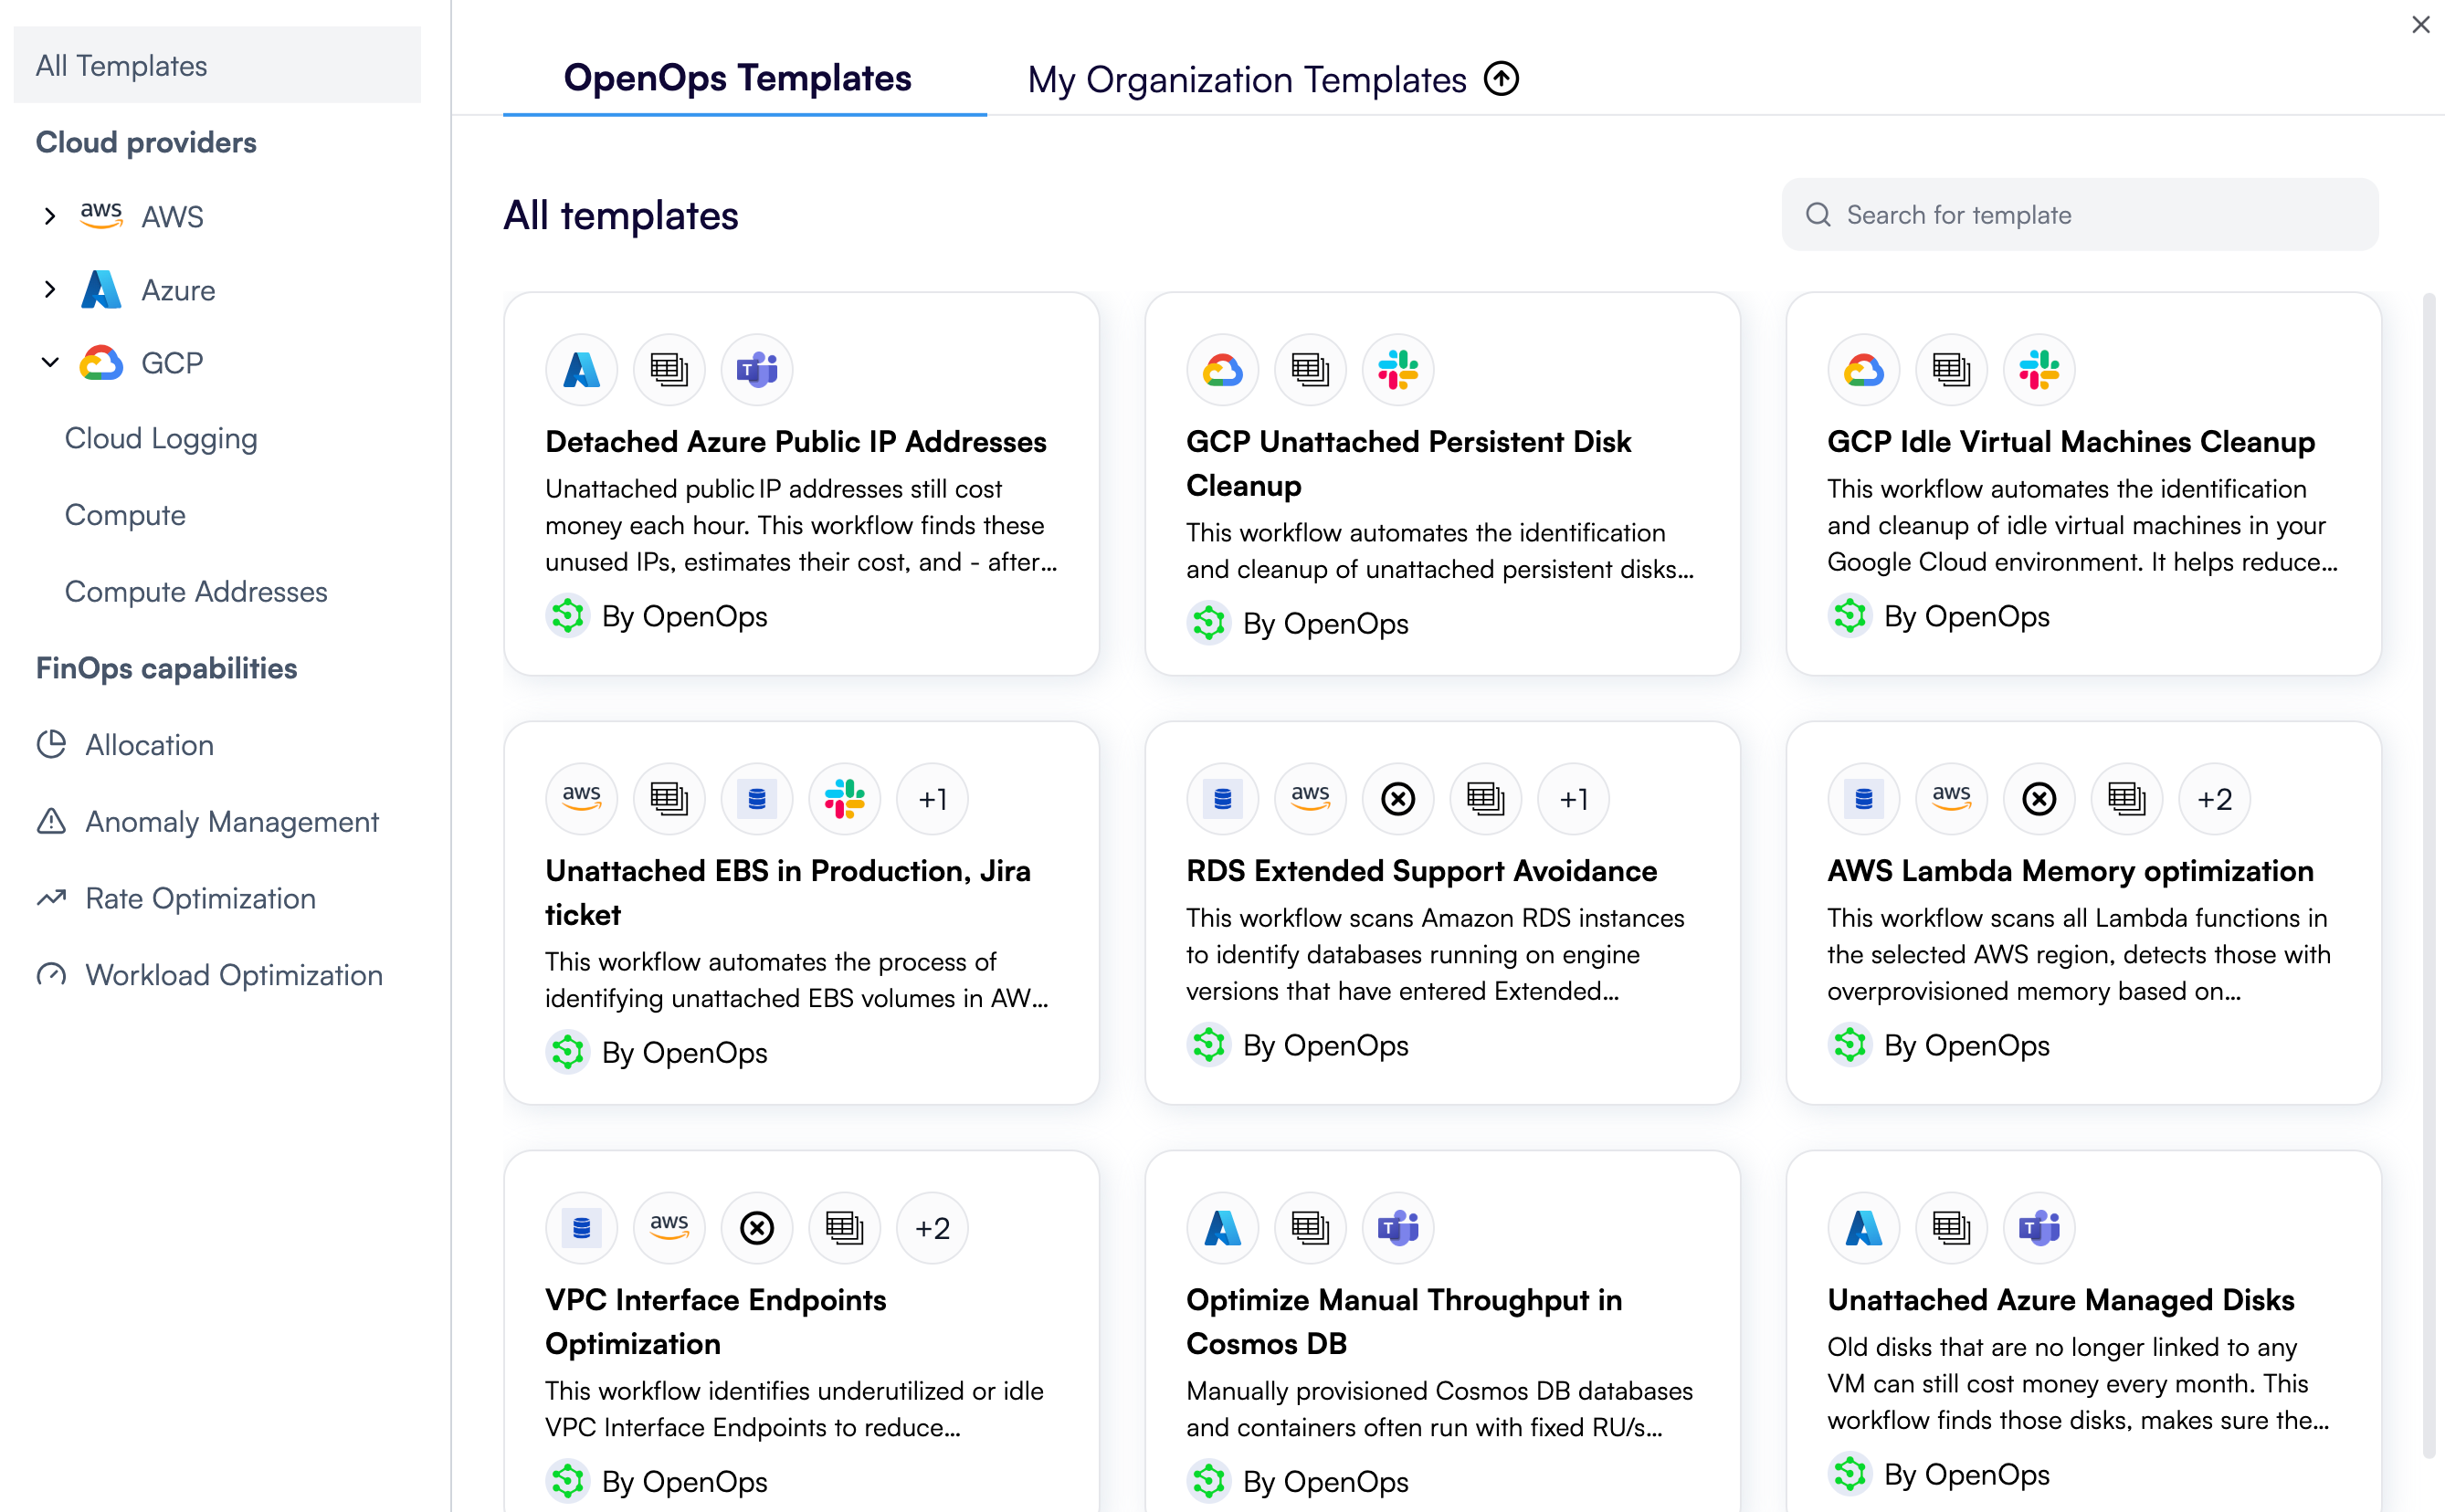 All Templates
Cloud providers
aws AWS
Azure
GCP
Cloud Logging
Compute
Compute Addresses
FinOps capabilities
Allocation
Anomaly Management
Rate Optimization
Workload Optimization
OpenOps Templates
My Organization Templates
All templates
Search for template
T
Detached Azure Public IP Addresses
Unattached public IP addresses still cost
money each hour. This workflow finds these
unused IPs, estimates their cost, and - after...
By OpenOps
GCP Unattached Persistent Disk
Cleanup
This workflow automates the identification
and cleanup of unattached persistent disks...
By OpenOps
GCP Idle Virtual Machines Cleanup
This workflow automates the identification
and cleanup of idle virtual machines in your
Google Cloud environment. It helps reduce...
By OpenOps
aws +1
Unattached EBS in Production, Jira
ticket
This workflow automates the process of
identifying unattached EBS volumes in AW...
By OpenOps
aws +1
RDS Extended Support Avoidance
This workflow scans Amazon RDS instances
to identify databases running on engine
versions that have entered Extended...
By OpenOps
aws +2
AWS Lambda Memory optimization
This workflow scans all Lambda functions in
the selected AWS region, detects those with
overprovisioned memory based on...
By OpenOps
aws +2
VPC Interface Endpoints
Optimization
This workflow identifies underutilized or idle
VPC Interface Endpoints to reduce...
By OpenOps
T
Optimize Manual Throughput in
Cosmos DB
Manually provisioned Cosmos DB databases
and containers often run with fixed RU/s...
By OpenOps
T
Unattached Azure Managed Disks
Old disks that are no longer linked to any
VM can still cost money every month. This
workflow finds those disks, makes sure the...
By OpenOps